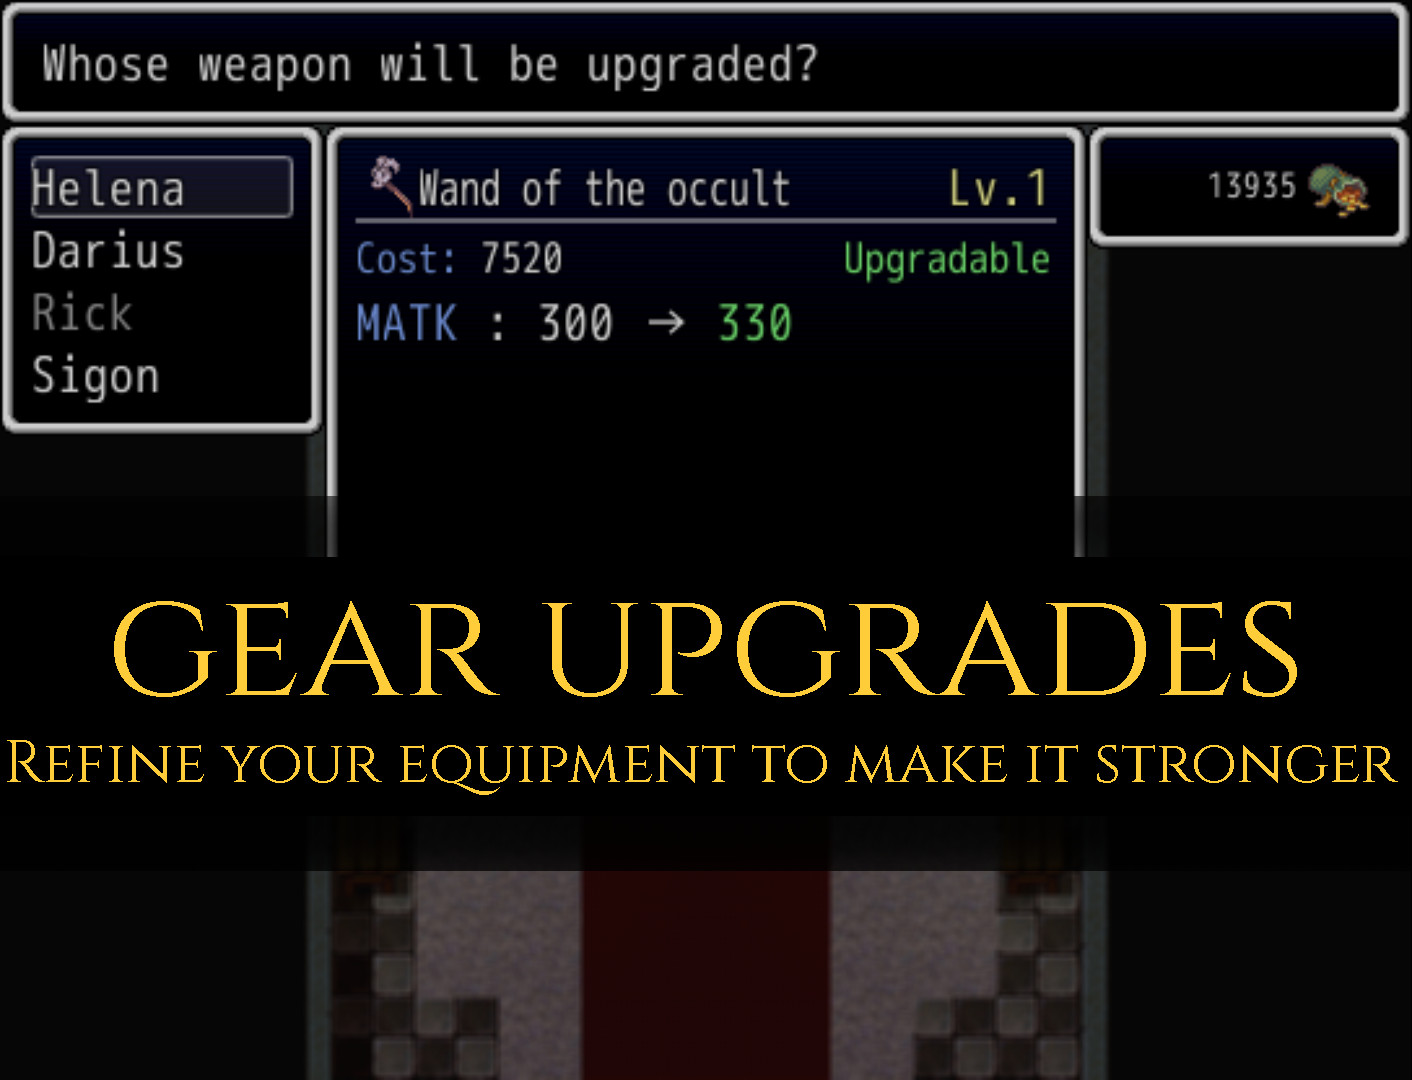 Whose weapon will be upgraded?
Helena
Darius
Rick
Sigon
Wand of the occult Lv.1
Cost: 7520 Upgradable
MATK : 300 → 330
13935
GEAR UPGRADES
REFINE YOUR EQUIPMENT TO MAKE IT STRONGER